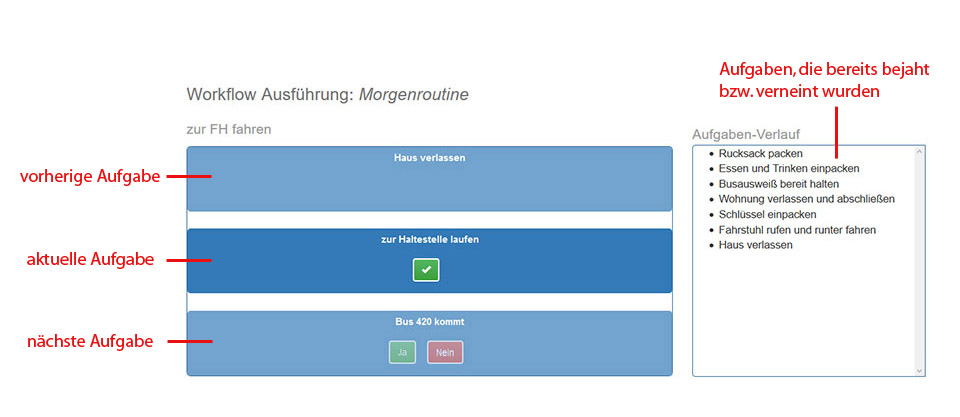 Aufgaben, die bereits bejaht
bzw. verneint wurden
Workflow Ausführung: Morgenroutine
zur FH fahren
Aufgaben-Verlauf
vorherige Aufgabe
Haus verlassen
aktuelle Aufgabe
zur Haltestelle laufen
nächste Aufgabe
Bus 420 kommt
Ja
Nein
Rucksack packen
Essen und Trinken einpacken
Busausweiß bereit halten
Wohnung verlassen und abschließen
Schlüssel einpacken
Fahrstuhl rufen und runter fahren
Haus verlassen